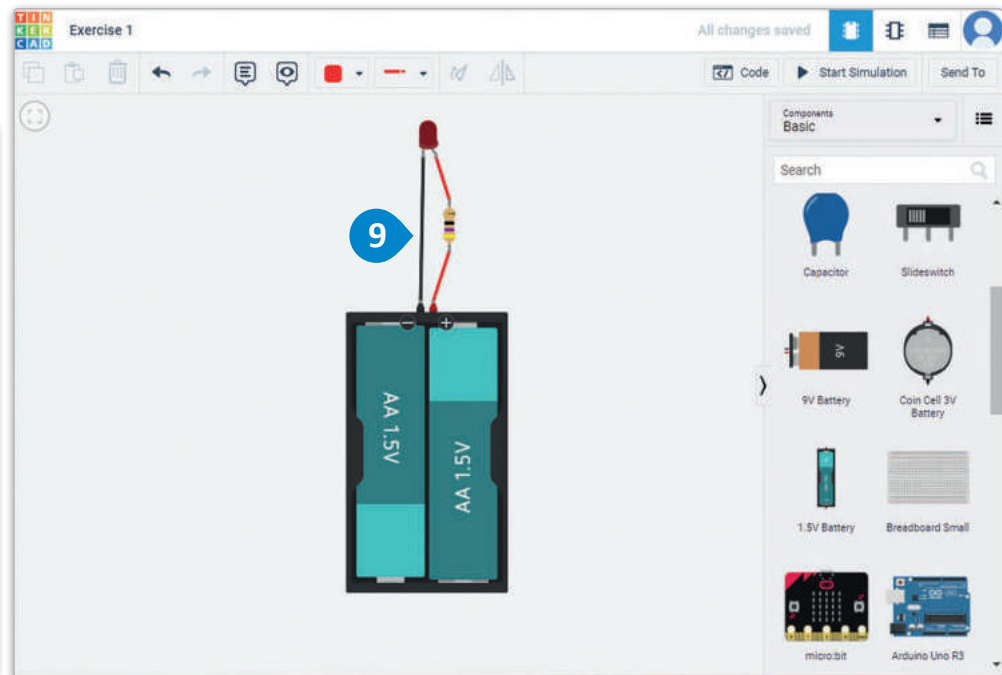 TIN
KER
CAD
Exercise 1
All changes saved
Code
Start Simulation
Send To
Components
Basic
Search
Capacitor
Slideswitch
9V
9V Battery
Coin Cell 3V
Battery
1.5V Battery
Breadboard Small
micro:bit
Arduino Uno R3
9
AA 1.5V
AA 1.5V